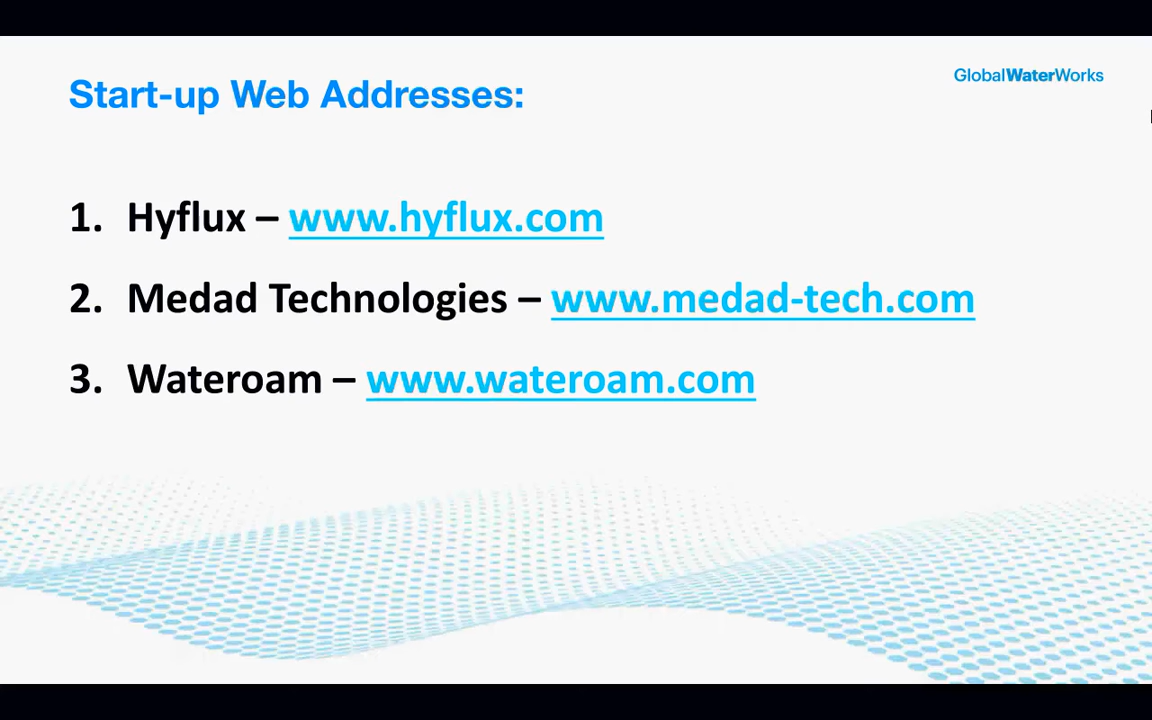 GlobalWaterWorks
Start-up Web Addresses:
1. Hyflux – www.hyflux.com
2. Medad Technologies – www.medad-tech.com
3. Wateroam – www.wateroam.com